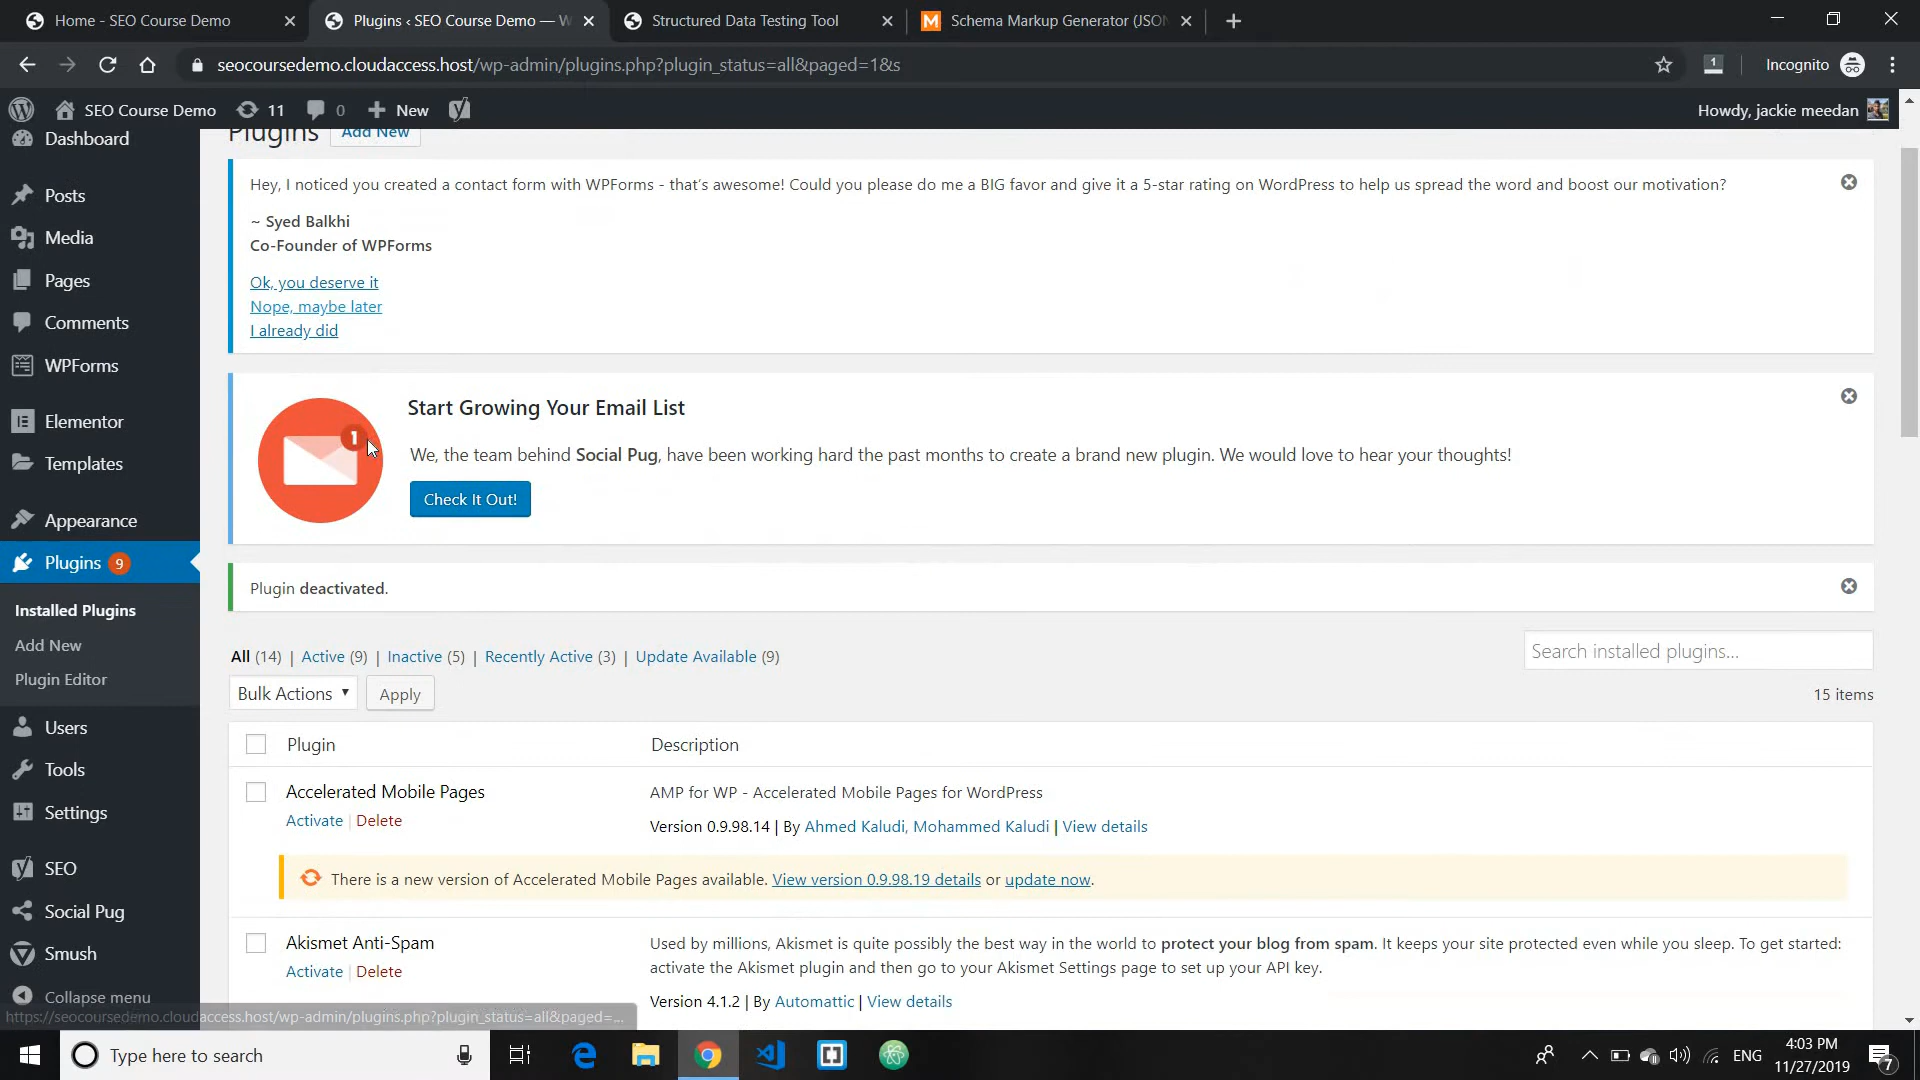 Home - SEO Course Demo
Plugins ‹ SEO Course Demo — W
Structured Data Testing Tool
Schema Markup Generator (JSON
seocoursedemo.cloudaccess.host/wp-admin/plugins.php?plugin_status=all&paged=1&s
1
Incognito
SEO Course Demo
11
0
New
Howdy, jackie meedan
Dashboard
Posts
Media
Pages
Comments
WPForms
Elementor
Templates
Appearance
Plugins 9
Installed Plugins
Add New
Plugin Editor
Users
Tools
Settings
SEO
Social Pug
Smush
Collapse menu
Plugins
Add New
Hey, I noticed you created a contact form with WPForms - that's awesome! Could you please do me a BIG favor and give it a 5-star rating on WordPress to help us spread the word and boost our motivation?
~ Syed Balkhi
Co-Founder of WPForms
Ok, you deserve it
Nope, maybe later
I already did
1
Start Growing Your Email List
We, the team behind Social Pug, have been working hard the past months to create a brand new plugin. We would love to hear your thoughts!
Check It Out!
Plugin deactivated.
All (14) | Active (9) | Inactive (5) | Recently Active (3) | Update Available (9)
Search installed plugins...
Bulk Actions
Apply
15 items
Plugin
Description
Accelerated Mobile Pages
Activate | Delete
AMP for WP - Accelerated Mobile Pages for WordPress
Version 0.9.98.14 | By Ahmed Kaludi, Mohammed Kaludi | View details
There is a new version of Accelerated Mobile Pages available. View version 0.9.98.19 details or update now.
Akismet Anti-Spam
Activate | Delete
Used by millions, Akismet is quite possibly the best way in the world to protect your blog from spam. It keeps your site protected even while you sleep. To get started:
activate the Akismet plugin and then go to your Akismet Settings page to set up your API key.
Version 4.1.2 | By Automattic | View details
https://seocoursedemo.cloudaccess.host/wp-admin/plugins.php?plugin_status=all&paged=...
Type here to search
ENG
4:03 PM
11/27/2019
7